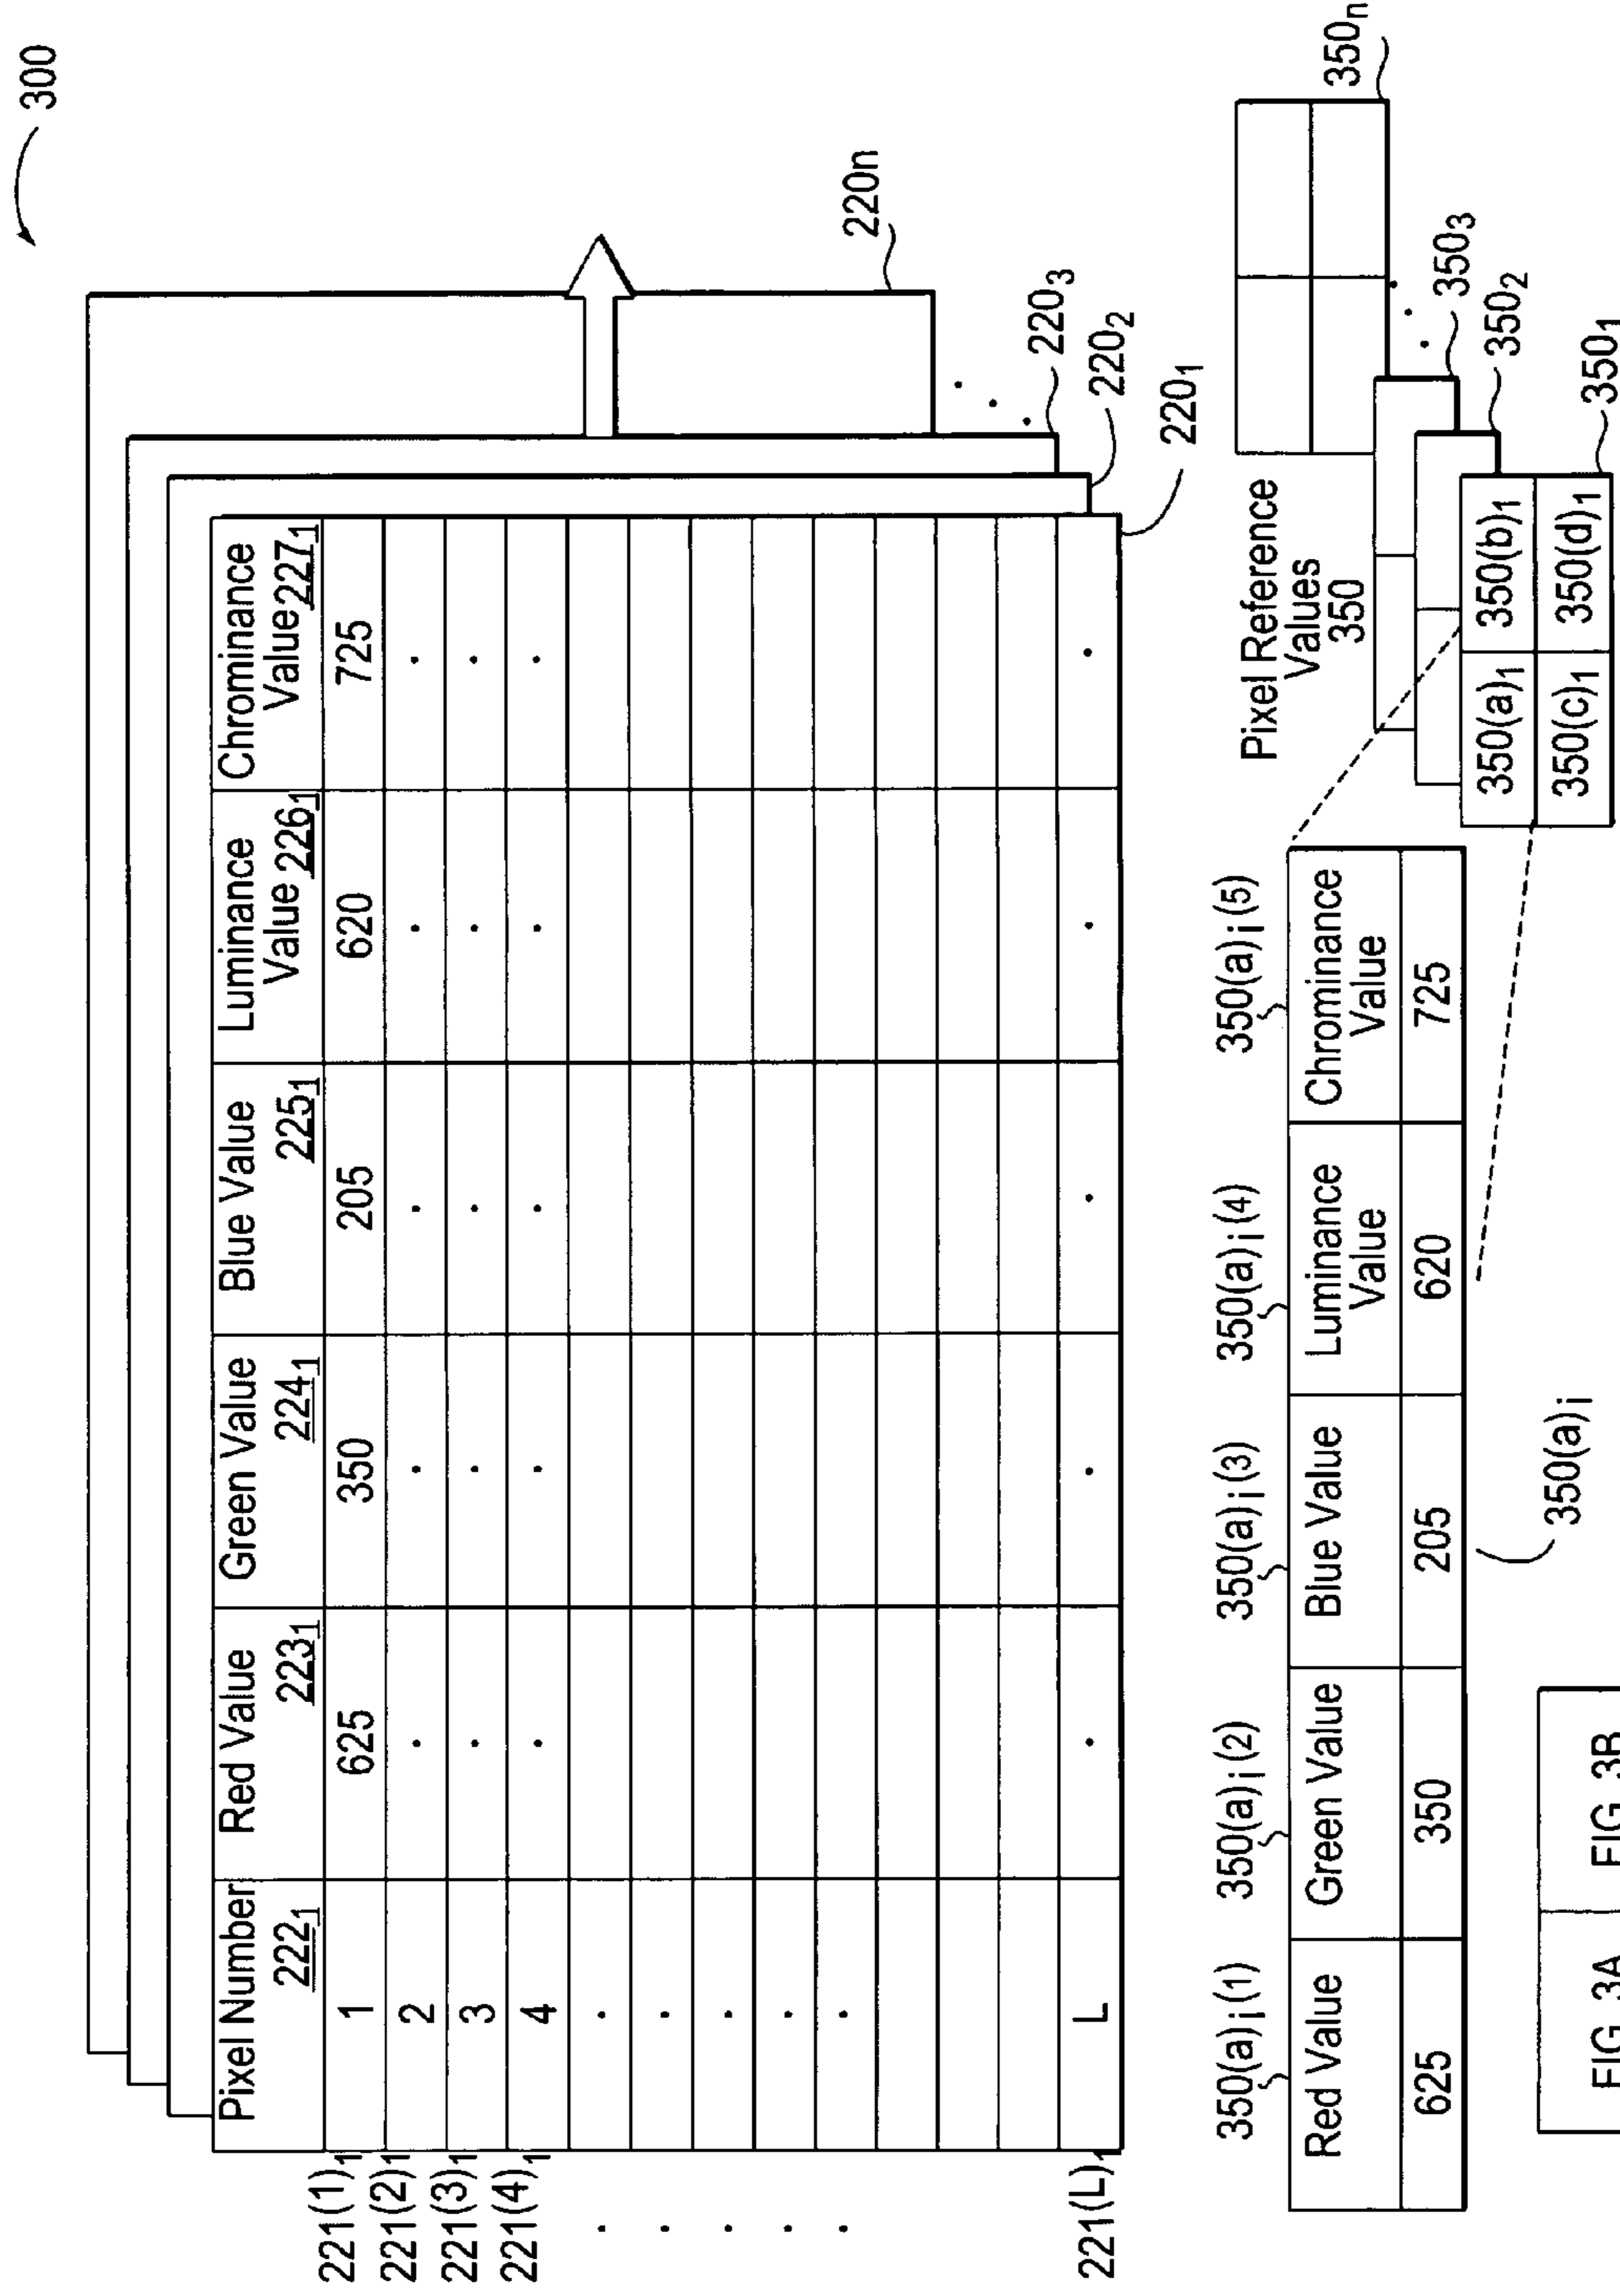 300
Pixel Number 222₁ Red Value 223₁ Green Value 224₁ Blue Value 225₁ Luminance Value 226₁ Chrominance Value 227₁
221(1)₁ 1 625 350 205 620 725
221(2)₁ 2 . . . . .
221(3)₁ 3 . . . . .
221(4)₁ 4 . . . . .
. .
. .
. .
. .
. .
221(L)₁ L . . . . .
220n
. . .
220₃
220₂
220₁
350(a)ᵢ(1) 350(a)ᵢ(2) 350(a)ᵢ(3) 350(a)ᵢ(4) 350(a)ᵢ(5)
Red Value Green Value Blue Value Luminance Value Chrominance Value
625 350 205 620 725
350(a)ᵢ
Pixel Reference
Values
350
350ₙ
. . .
350₃
350₂
350(a)₁ 350(b)₁
350(c)₁ 350(d)₁
350₁
FIG. 3A FIG. 3B